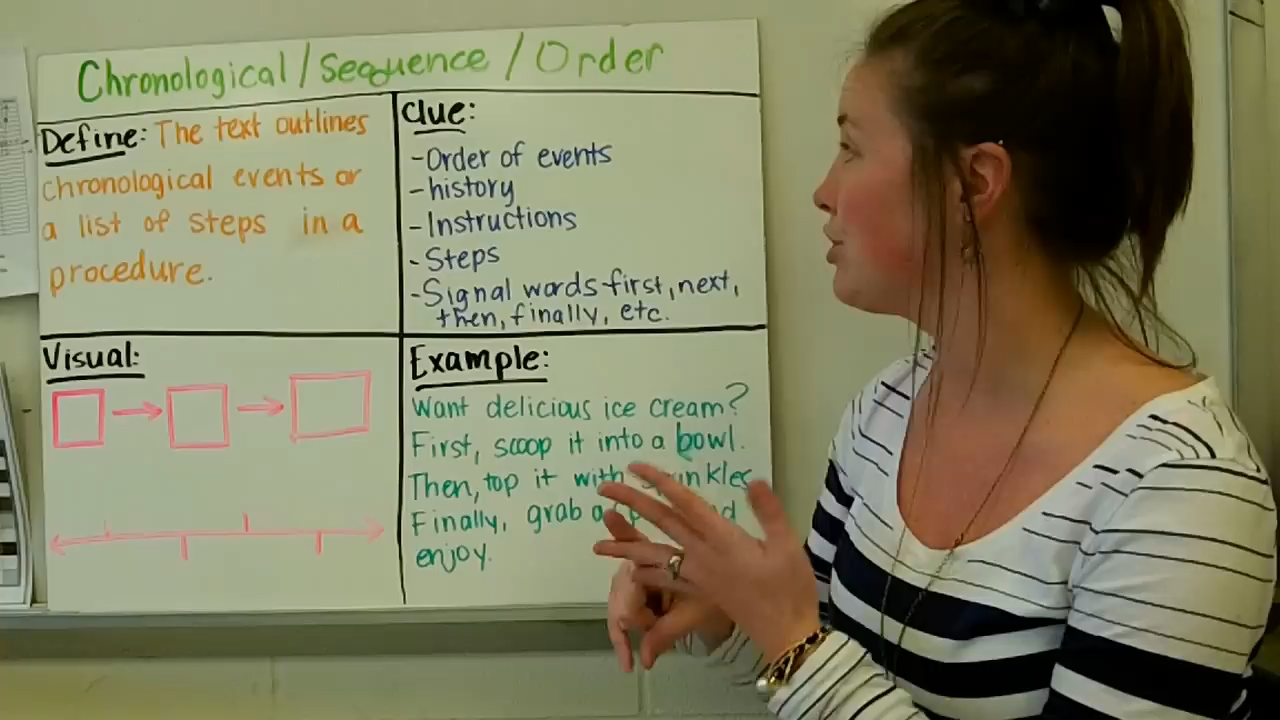 Chronological/Sequence/Order
Define: The text outlines
chronological events or
a list of steps in a
procedure.
Clue:
-Order of events
-history
-Instructions
-Steps
-Signal words-first, next,
then, finally, etc.
Visual:
Example:
Want delicious ice cream?
First, scoop it into a bowl.
Then, top it with sprinkles
Finally, grab a
enjoy.